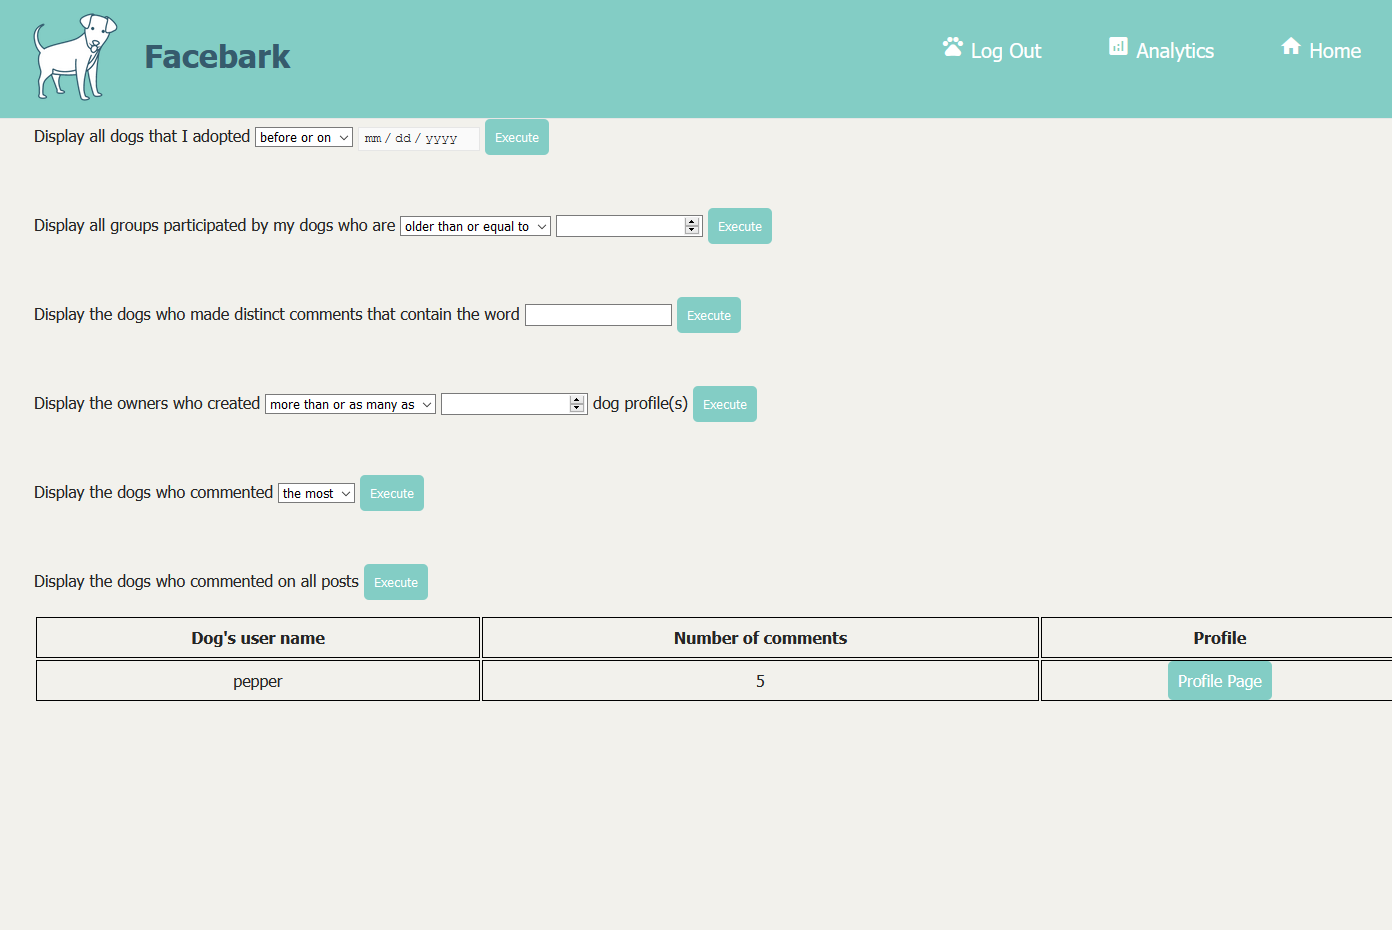 Facebark
Log Out
Analytics
Home
Display all dogs that I adopted before or on mm / dd / yyyy Execute
Display all groups participated by my dogs who are older than or equal to Execute
Display the dogs who made distinct comments that contain the word Execute
Display the owners who created more than or as many as dog profile(s) Execute
Display the dogs who commented the most Execute
Display the dogs who commented on all posts Execute
Dog's user name Number of comments Profile
pepper 5 Profile Page